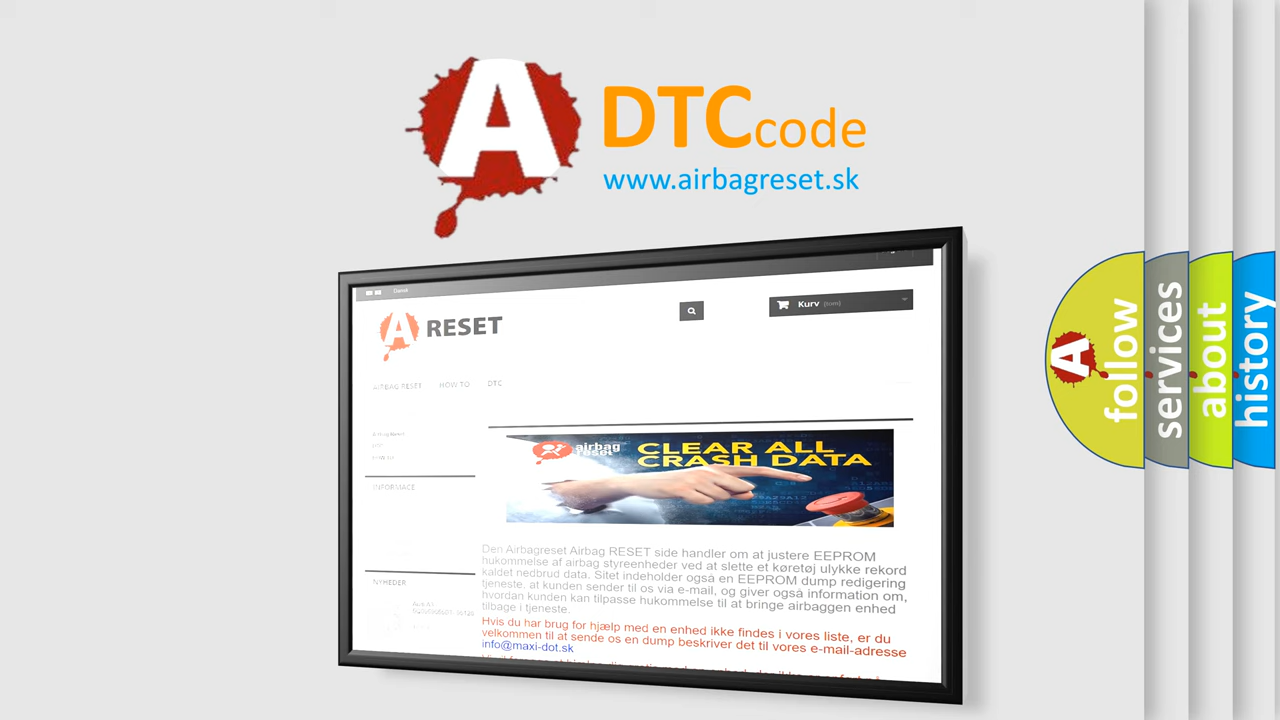 A DTCcode
www.airbagreset.sk
Dansk
A RESET
Kurv (tom)
AIRBAG RESET HOW TO DTC
HOW TO
INFORMACE
airbag
reset
CLEAR ALL
CRASH DATA
Den Airbagreset Airbag RESET side handler om at justere EEPROM
hukommelse af airbag styreenheder ved at slette et køretøj ulykke rekord
kaldet nedbrud data. Sitet indeholder også en EEPROM dump redigering
tjeneste, at kunden sender til os via e-mail, og giver også information om,
hvordan kunden kan tilpasse hukommelse til at bringe airbaggen enhed
tilbage i tjeneste.
NYHEDER
Hvis du har brug for hjælp med en enhed ikke findes i vores liste, er du
velkommen til at sende os en dump beskriver det til vores e-mail-adresse
info@maxi-dot.sk
A
follow
services
about
history